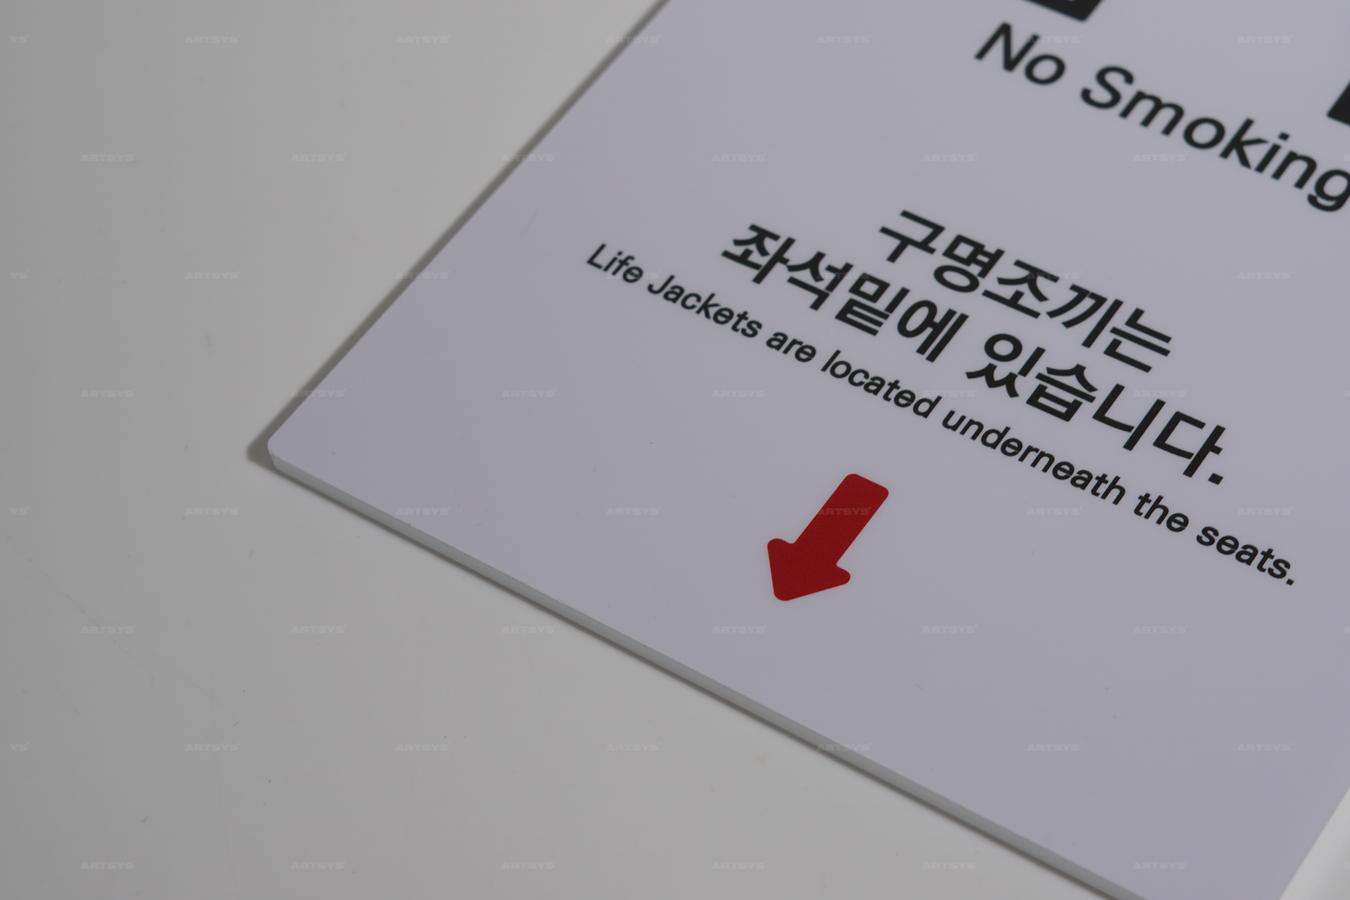 No Smoking
구명조끼는
좌석밑에 있습니다.
Life Jackets are located underneath the seats.
ARTSYS